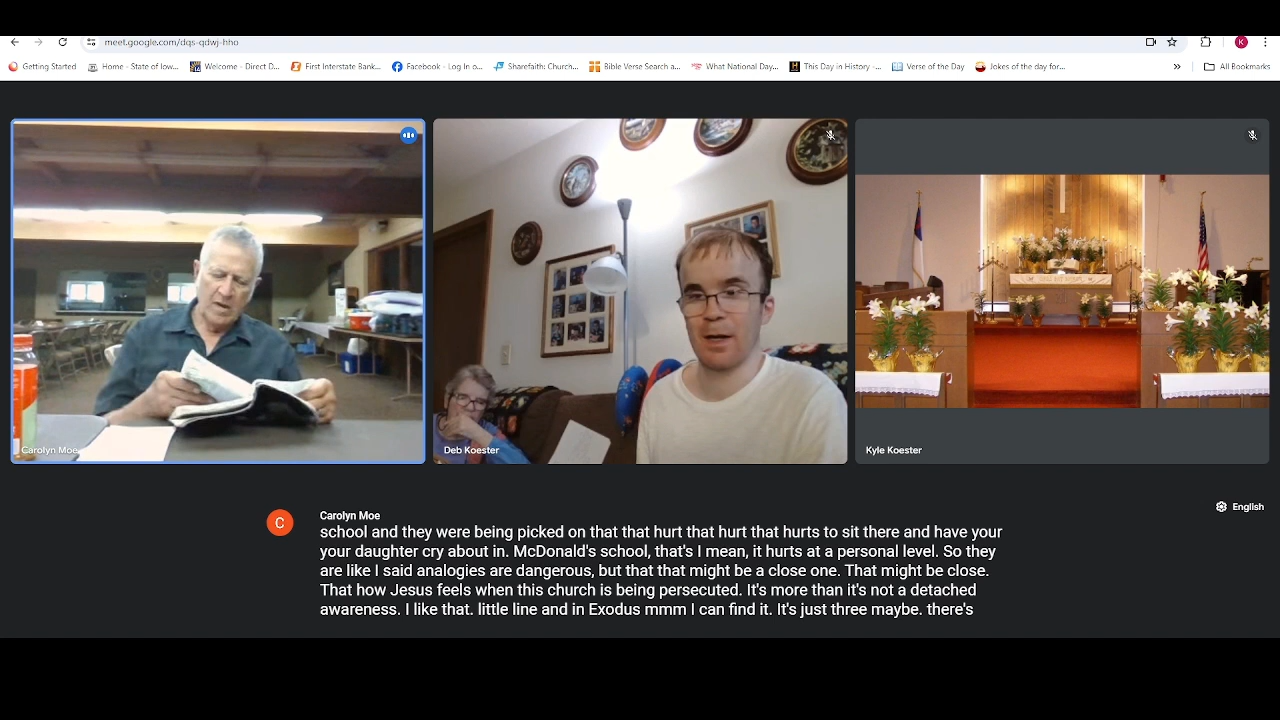 meet.google.com/dqs-qdwj-hho
K
Getting Started
Home - State of Iow...
Welcome - Direct D...
First Interstate Bank...
Facebook - Log In o...
Sharefaith: Church...
Bible Verse Search a...
What National Day...
This Day in History -...
Verse of the Day
Jokes of the day for...
»
All Bookmarks
Carolyn Moe
Deb Koester
Kyle Koester
English
C
Carolyn Moe
school and they were being picked on that that hurt that hurt that hurts to sit there and have your
your daughter cry about in. McDonald's school, that's I mean, it hurts at a personal level. So they
are like I said analogies are dangerous, but that that might be a close one. That might be close.
That how Jesus feels when this church is being persecuted. It's more than it's not a detached
awareness. I like that. little line and in Exodus mmm I can find it. It's just three maybe. there's